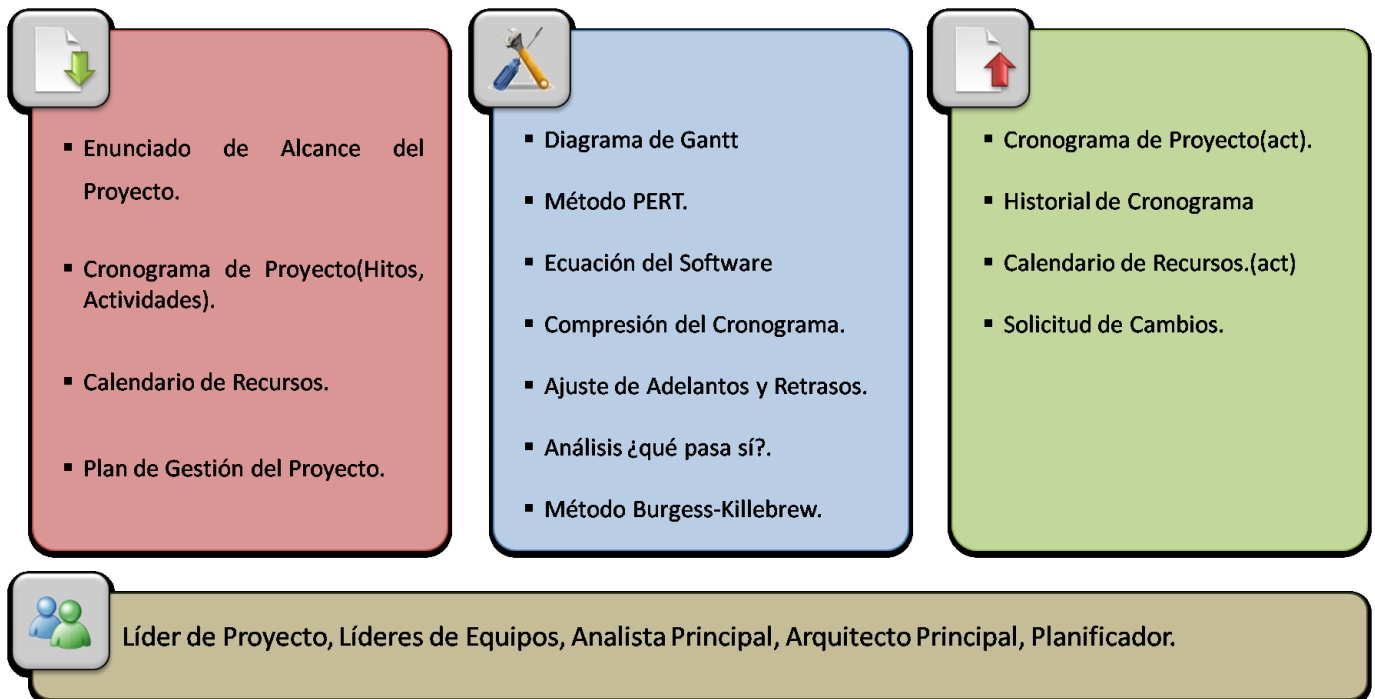 ▪ Enunciado de Alcance del
Proyecto.
▪ Cronograma de Proyecto(Hitos,
Actividades).
▪ Calendario de Recursos.
▪ Plan de Gestión del Proyecto.
▪ Diagrama de Gantt
▪ Método PERT.
▪ Ecuación del Software
▪ Compresión del Cronograma.
▪ Ajuste de Adelantos y Retrasos.
▪ Análisis ¿qué pasa sí?.
▪ Método Burgess-Killebrew.
▪ Cronograma de Proyecto(act).
▪ Historial de Cronograma
▪ Calendario de Recursos.(act)
▪ Solicitud de Cambios.
Líder de Proyecto, Líderes de Equipos, Analista Principal, Arquitecto Principal, Planificador.